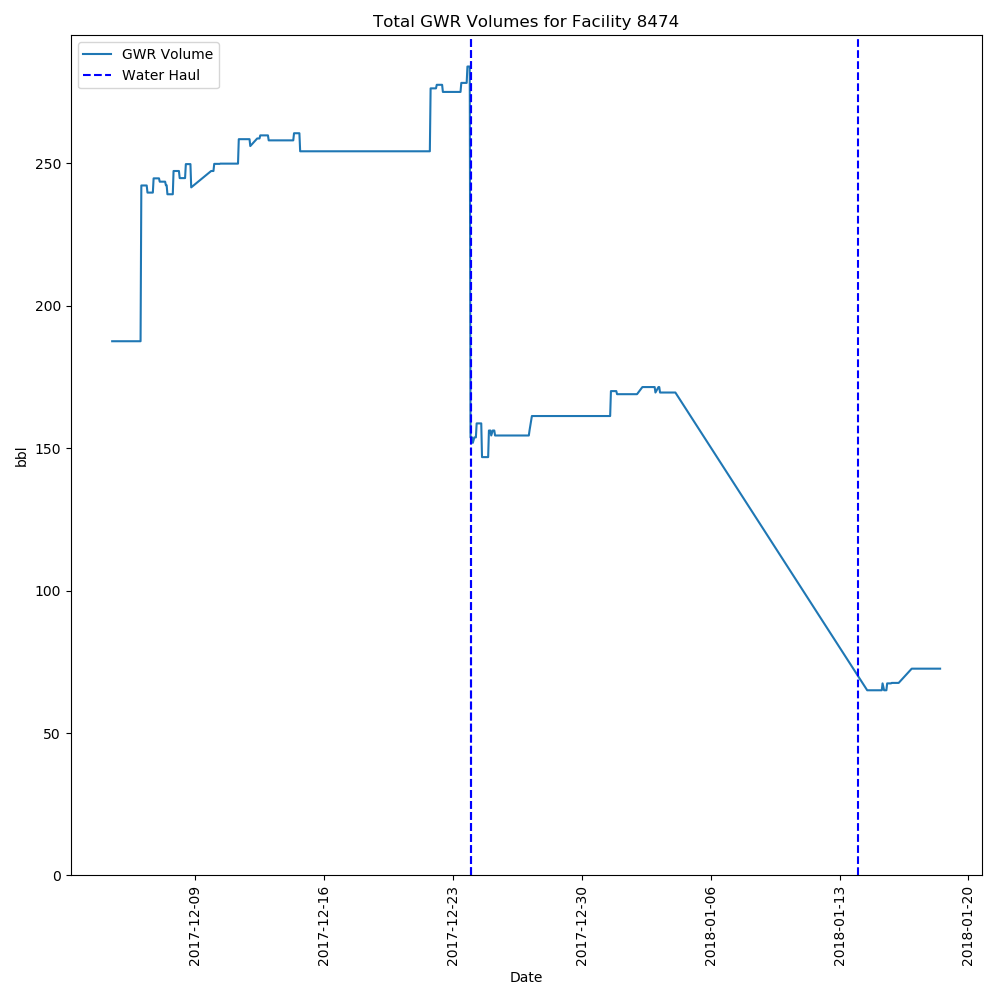 Total GWR Volumes for Facility 8474
GWR Volume
Water Haul
bbl
250
200
150
100
50
0
2017-12-09
2017-12-16
2017-12-23
2017-12-30
2018-01-06
2018-01-13
2018-01-20
Date